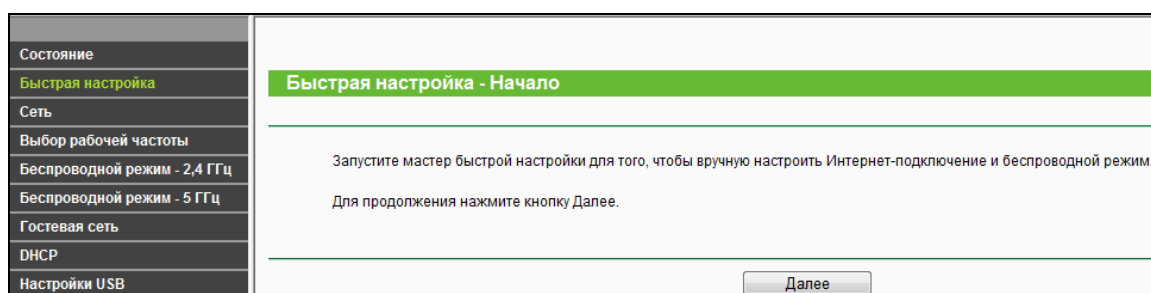 Состояние
Быстрая настройка
Сеть
Выбор рабочей частоты
Беспроводной режим - 2,4 ГГц
Беспроводной режим - 5 ГГц
Гостевая сеть
DHCP
Настройки USB
Быстрая настройка - Начало
Запустите мастер быстрой настройки для того, чтобы вручную настроить Интернет-подключение и беспроводной режим
Для продолжения нажмите кнопку Далее.
Далее